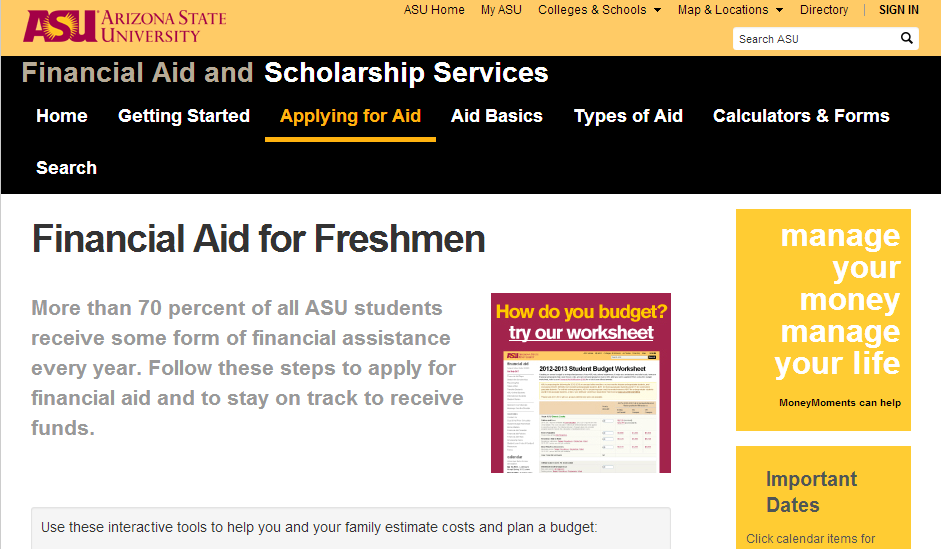 ASU ARIZONA STATE
UNIVERSITY
ASU Home My ASU Colleges & Schools Map & Locations Directory SIGN IN
Search ASU
Financial Aid and Scholarship Services
Home Getting Started Applying for Aid Aid Basics Types of Aid Calculators & Forms
Search
Financial Aid for Freshmen
More than 70 percent of all ASU students
receive some form of financial assistance
every year. Follow these steps to apply for
financial aid and to stay on track to receive
funds.
How do you budget?
try our worksheet
2012-2013 Student Budget Worksheet
Use these interactive tools to help you and your family estimate costs and plan a budget:
manage
your
money
manage
your life
MoneyMoments can help
Important
Dates
Click calendar items for